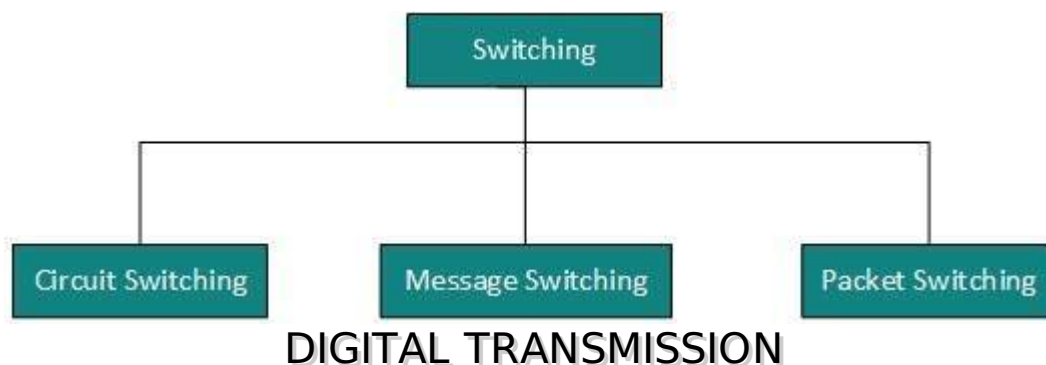 Switching
Circuit Switching
Message Switching
Packet Switching
DIGITAL TRANSMISSION